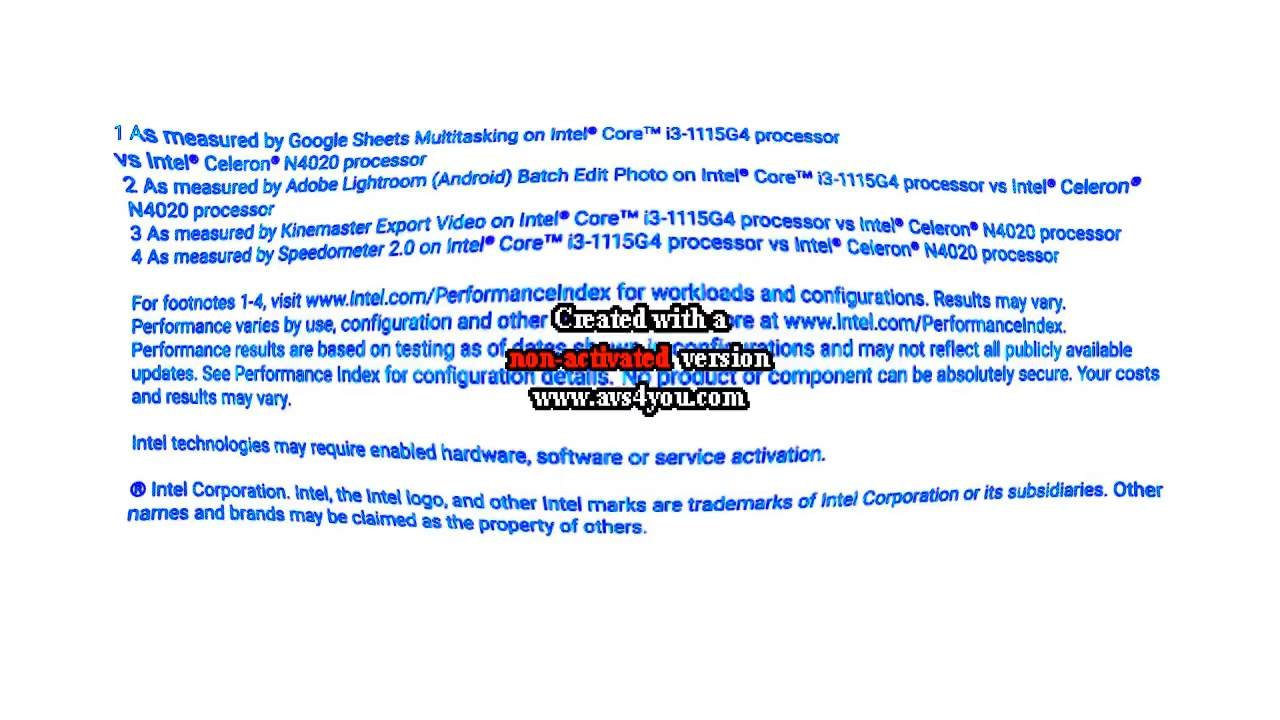 1 As measured by Google Sheets Multitasking on Intel® Core™ i3-1115G4 processor
vs Intel® Celeron® N4020 processor
2 As measured by Adobe Lightroom (Android) Batch Edit Photo on Intel® Core™ i3-1115G4 processor vs Intel® Celeron®
N4020 processor
3 As measured by Kinemaster Export Video on Intel® Core™ i3-1115G4 processor vs Intel® Celeron® N4020 processor
4 As measured by Speedometer 2.0 on Intel® Core™ i3-1115G4 processor vs Intel® Celeron® N4020 processor
For footnotes 1-4, visit www.Intel.com/PerformanceIndex for workloads and configurations. Results may vary.
Performance varies by use, configuration and other at www.Intel.com/PerformanceIndex.
Created with a
Performance results are based on testing as of dates shown in configurations and may not reflect all publicly available
non-activated version
updates. See Performance Index for configuration details. No product or component can be absolutely secure. Your costs
and results may vary.
www.avs4you.com
Intel technologies may require enabled hardware, software or service activation.
® Intel Corporation. Intel, the Intel logo, and other Intel marks are trademarks of Intel Corporation or its subsidiaries. Other
names and brands may be claimed as the property of others.